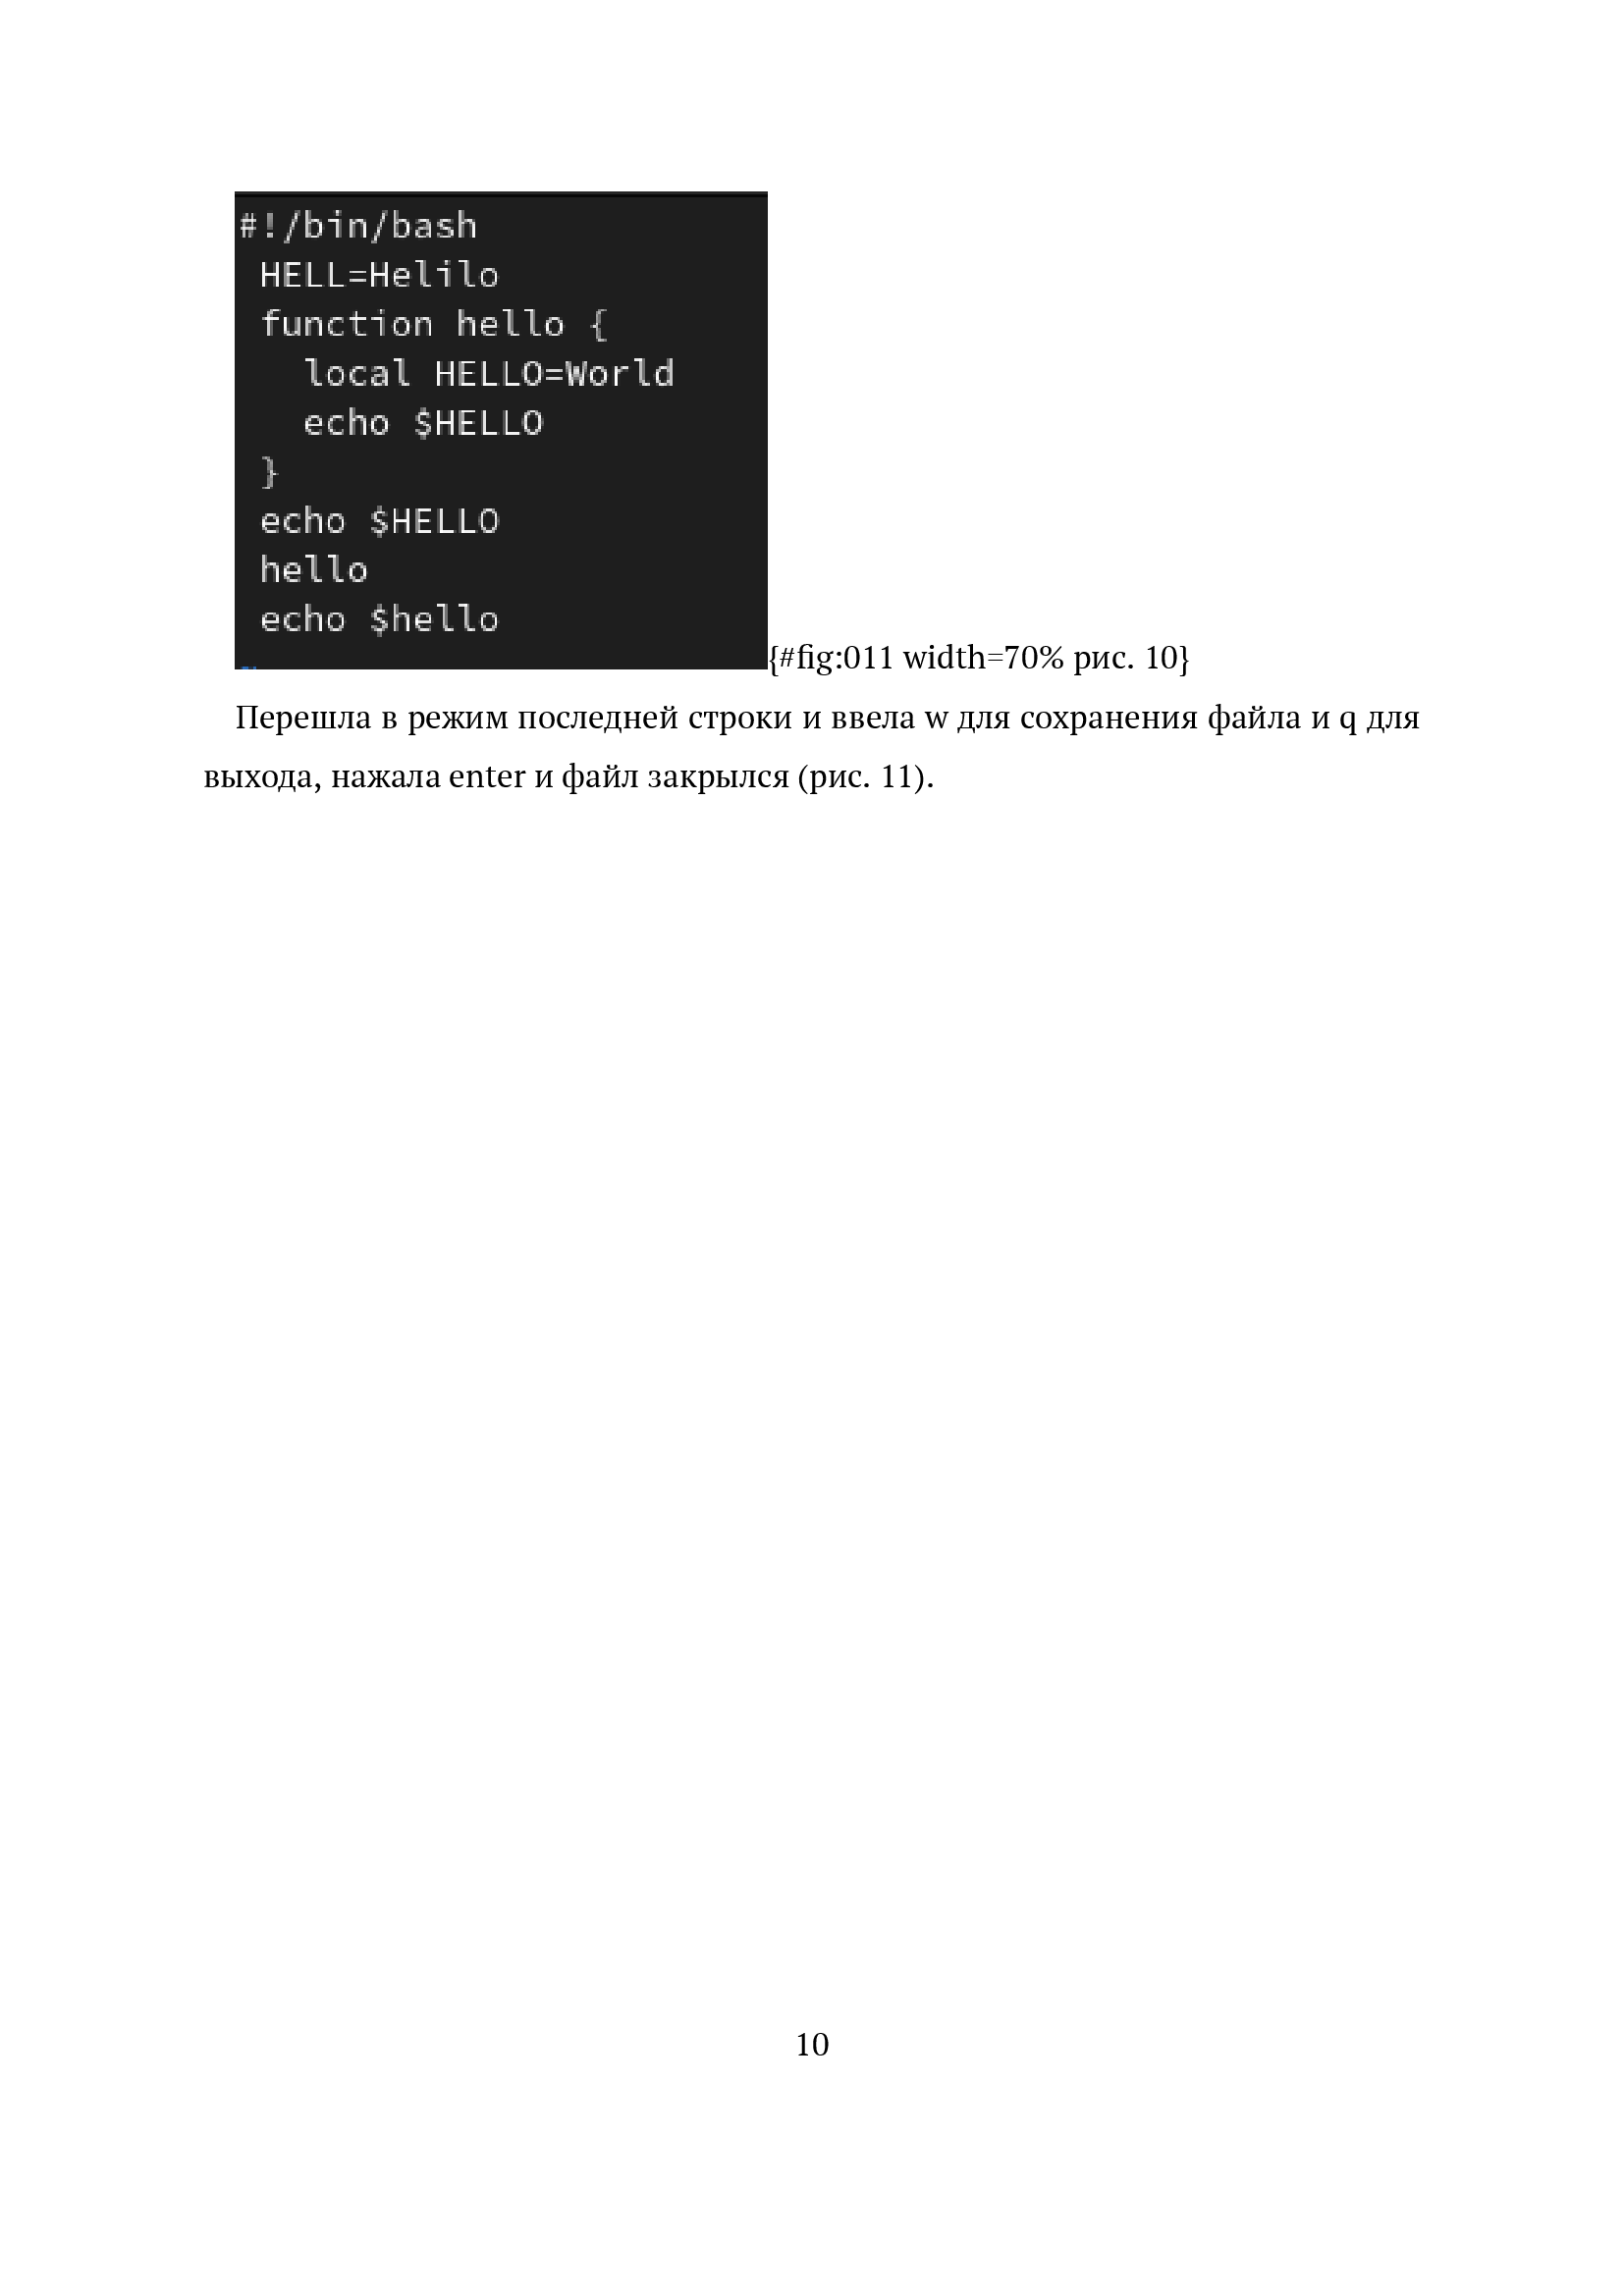 #!/bin/bash
HELL=Helilo
function hello {
local HELLO=World
echo $HELLO
}
echo $HELLO
hello
echo $hello
{#fig:011 width=70% рис. 10}
Перешла в режим последней строки и ввела w для сохранения файла и q для
выхода, нажала enter и файл закрылся (рис. 11).
10